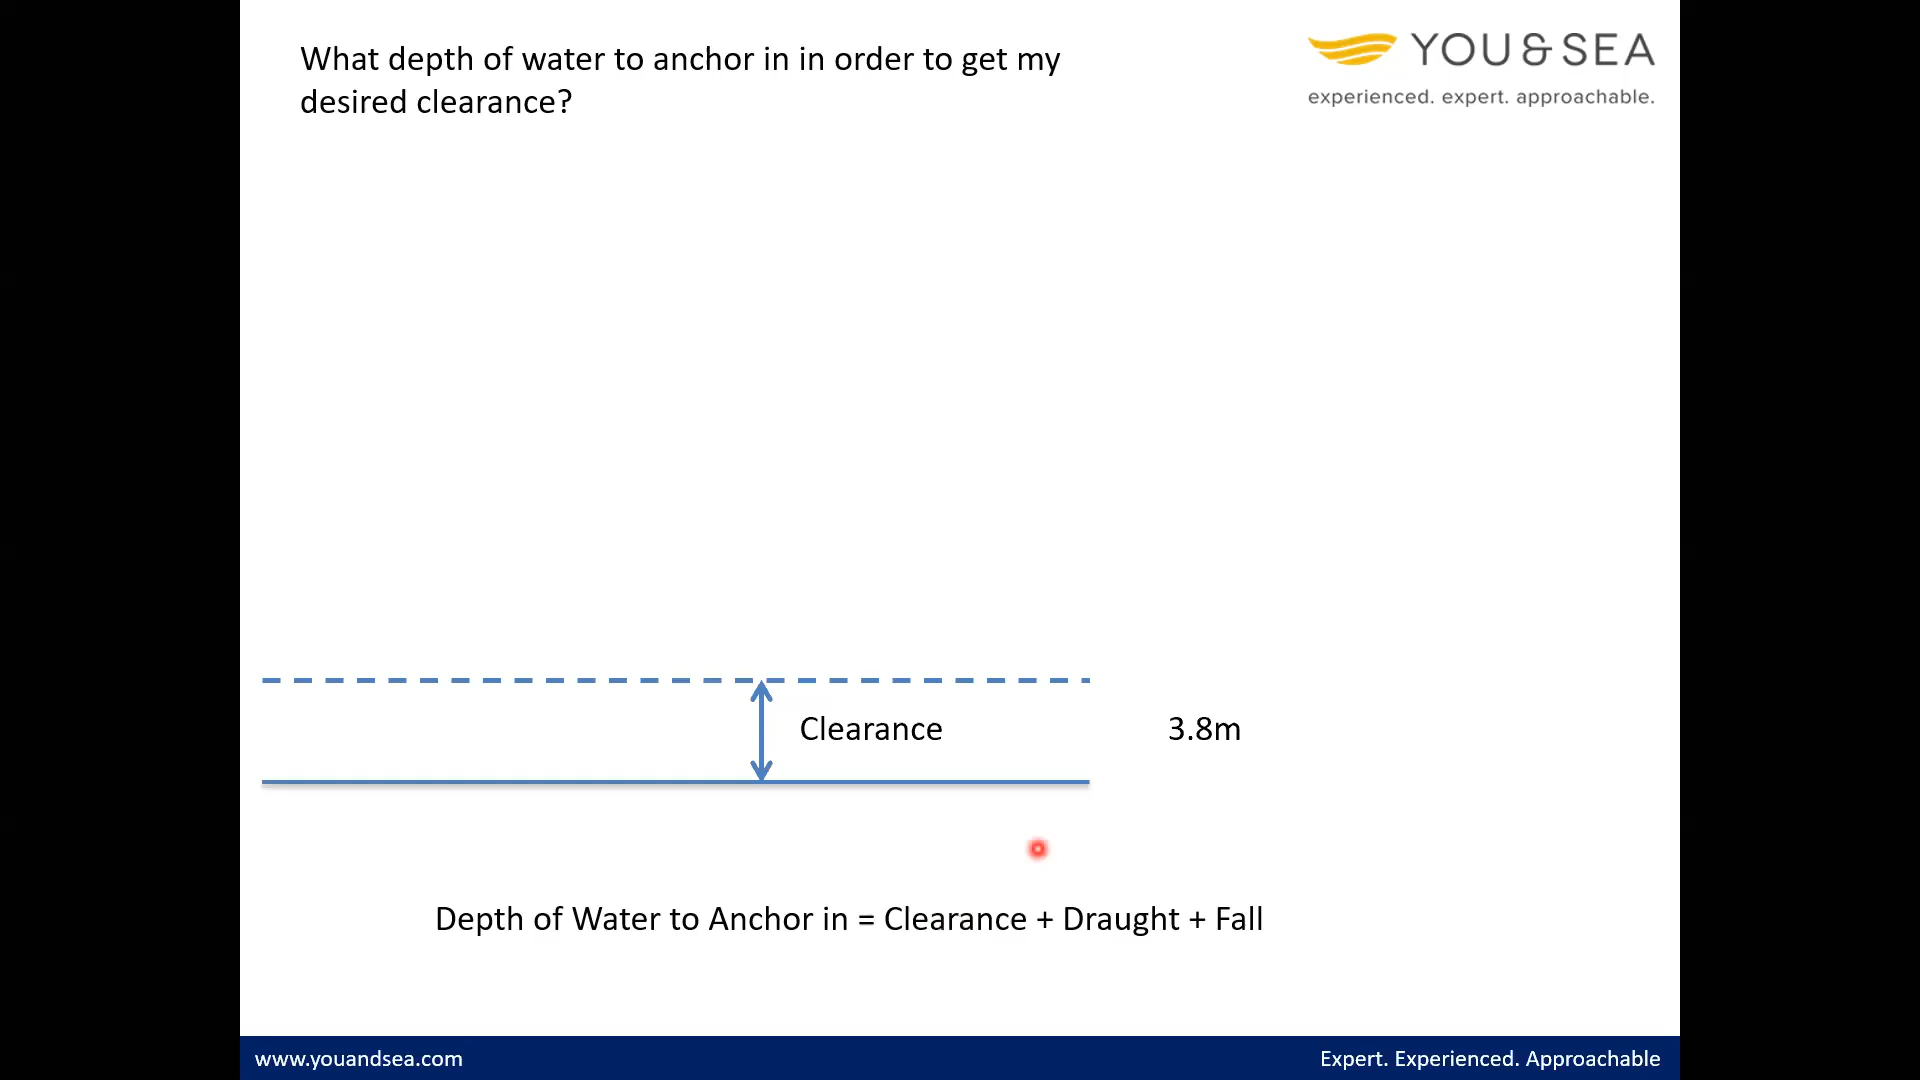 What depth of water to anchor in in order to get my
desired clearance?
YOU & SEA
experienced. expert. approachable.
Clearance 3.8m
Depth of Water to Anchor in = Clearance + Draught + Fall
www.youandsea.com Expert. Experienced. Approachable